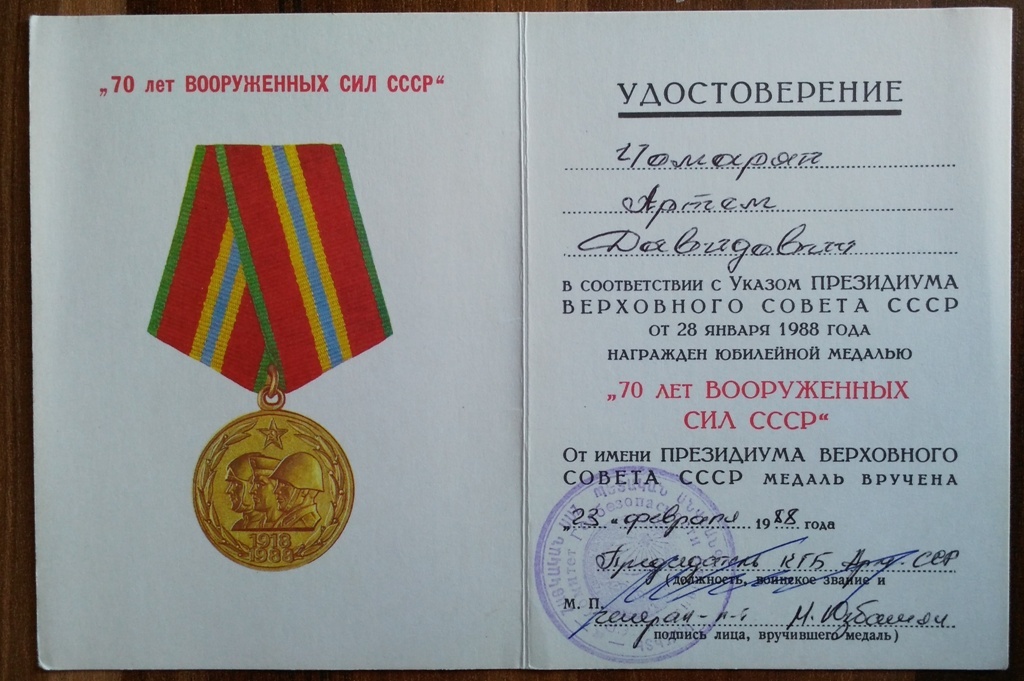 „70 лет ВООРУЖЕННЫХ СИЛ СССР“
1918
1988
УДОСТОВЕРЕНИЕ
Артем
Давидович
в соответствии с Указом ПРЕЗИДИУМА
ВЕРХОВНОГО СОВЕТА СССР
от 28 января 1988 года
награжден юбилейной медалью
„70 лет ВООРУЖЕННЫХ
СИЛ СССР“
От имени ПРЕЗИДИУМА ВЕРХОВНОГО
СОВЕТА СССР медаль вручена
„23“ февраля 1988 года
Председатель КГБ Арм. ССР
(должность, воинское звание и
М. П. генерал-м-р М. Юзбашян
подпись лица, вручившего медаль)